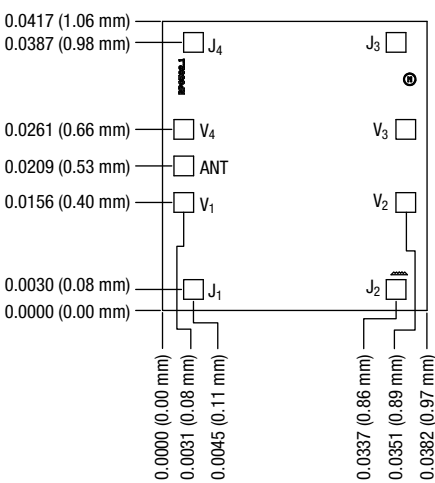 0.0417 (1.06 mm)
0.0387 (0.98 mm) J₄ J₃
0.0261 (0.66 mm) V₄ V₃
0.0209 (0.53 mm) ANT
0.0156 (0.40 mm) V₁ V₂
0.0030 (0.08 mm) J₁ J₂
0.0000 (0.00 mm)
0.0000 (0.00 mm)
0.0031 (0.08 mm)
0.0045 (0.11 mm)
0.0337 (0.86 mm)
0.0351 (0.89 mm)
0.0382 (0.97 mm)